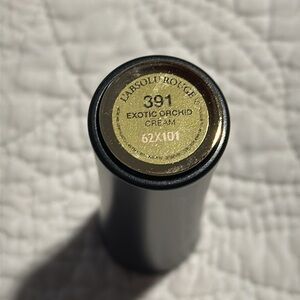 L'ABSOLU ROUGE
391
EXOTIC ORCHID
CREAM
62X101